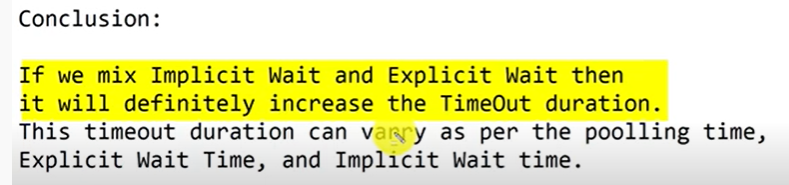 Conclusion:
If we mix Implicit Wait and Explicit Wait then
it will definitely increase the TimeOut duration.
This timeout duration can as per the poolling time,
Explicit Wait Time, and Implicit Wait time.